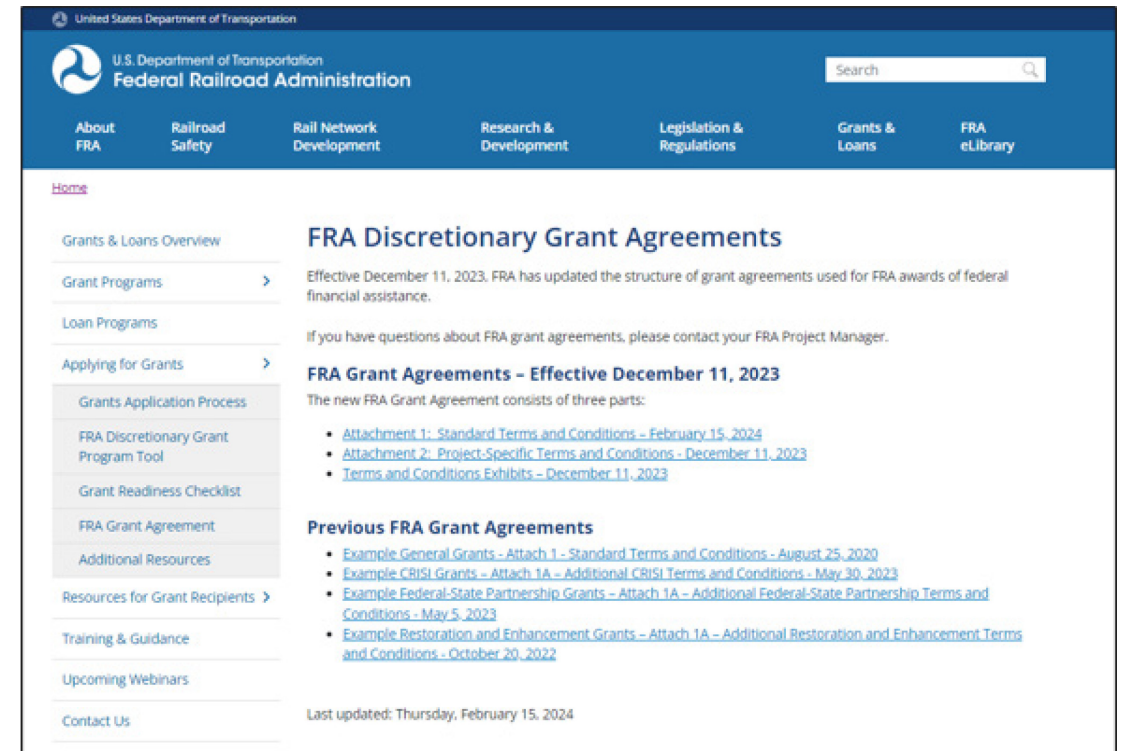 United States Department of Transportation
U.S. Department of Transportation
Federal Railroad Administration
Search
About FRA
Railroad Safety
Rail Network Development
Research & Development
Legislation & Regulations
Grants & Loans
FRA eLibrary
Home
Grants & Loans Overview
Grant Programs
Loan Programs
Applying for Grants
Grants Application Process
FRA Discretionary Grant
Program Tool
Grant Readiness Checklist
FRA Grant Agreement
Additional Resources
Resources for Grant Recipients
Training & Guidance
Upcoming Webinars
Contact Us
FRA Discretionary Grant Agreements
Effective December 11, 2023, FRA has updated the structure of grant agreements used for FRA awards of federal
financial assistance.
If you have questions about FRA grant agreements, please contact your FRA Project Manager.
FRA Grant Agreements – Effective December 11, 2023
The new FRA Grant Agreement consists of three parts:
• Attachment 1: Standard Terms and Conditions – February 15, 2024
• Attachment 2: Project-Specific Terms and Conditions - December 11, 2023
• Terms and Conditions Exhibits – December 11, 2023
Previous FRA Grant Agreements
• Example General Grants - Attach 1 - Standard Terms and Conditions - August 25, 2020
• Example CRISI Grants – Attach 1A – Additional CRISI Terms and Conditions - May 30, 2023
• Example Federal-State Partnership Grants – Attach 1A – Additional Federal-State Partnership Terms and
Conditions - May 5, 2023
• Example Restoration and Enhancement Grants – Attach 1A – Additional Restoration and Enhancement Terms
and Conditions - October 20, 2022
Last updated: Thursday, February 15, 2024